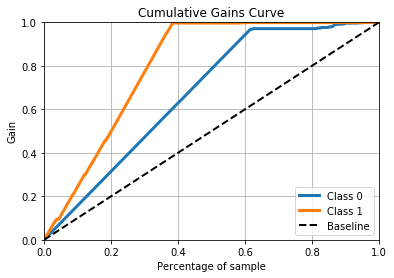 Cumulative Gains Curve
1.0
0.8
0.6
0.4
0.2
0.0
Gain
0.0 0.2 0.4 0.6 0.8 1.0
Percentage of sample
Class 0
Class 1
Baseline